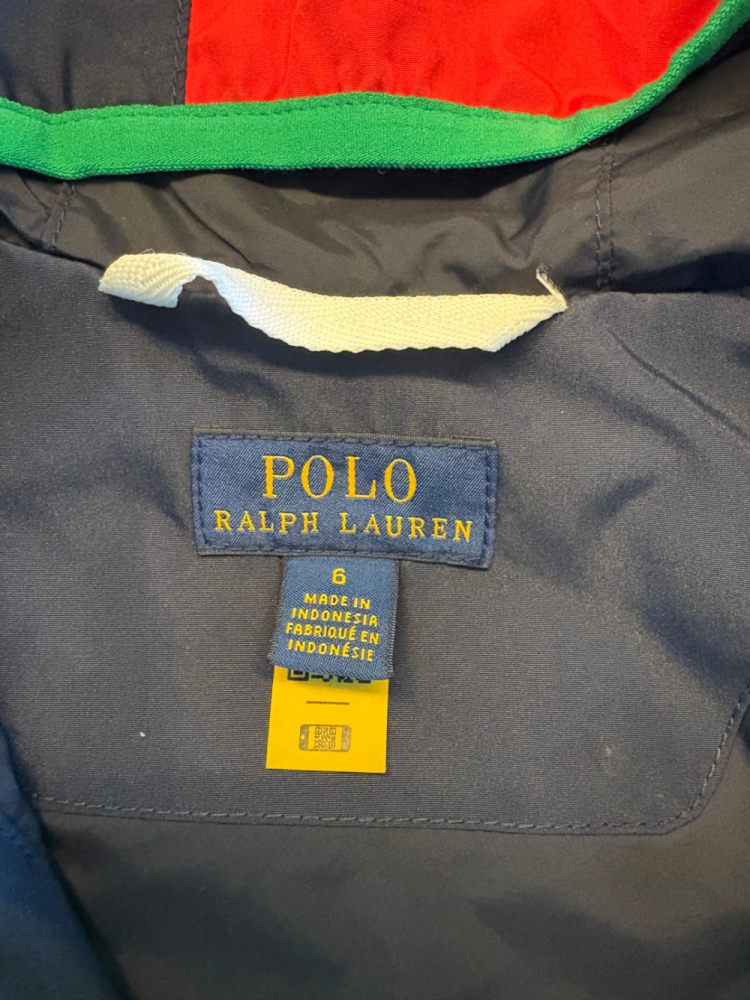 POLO
RALPH LAUREN
6
MADE IN
INDONESIA
FABRIQUÉ EN
INDONÉSIE